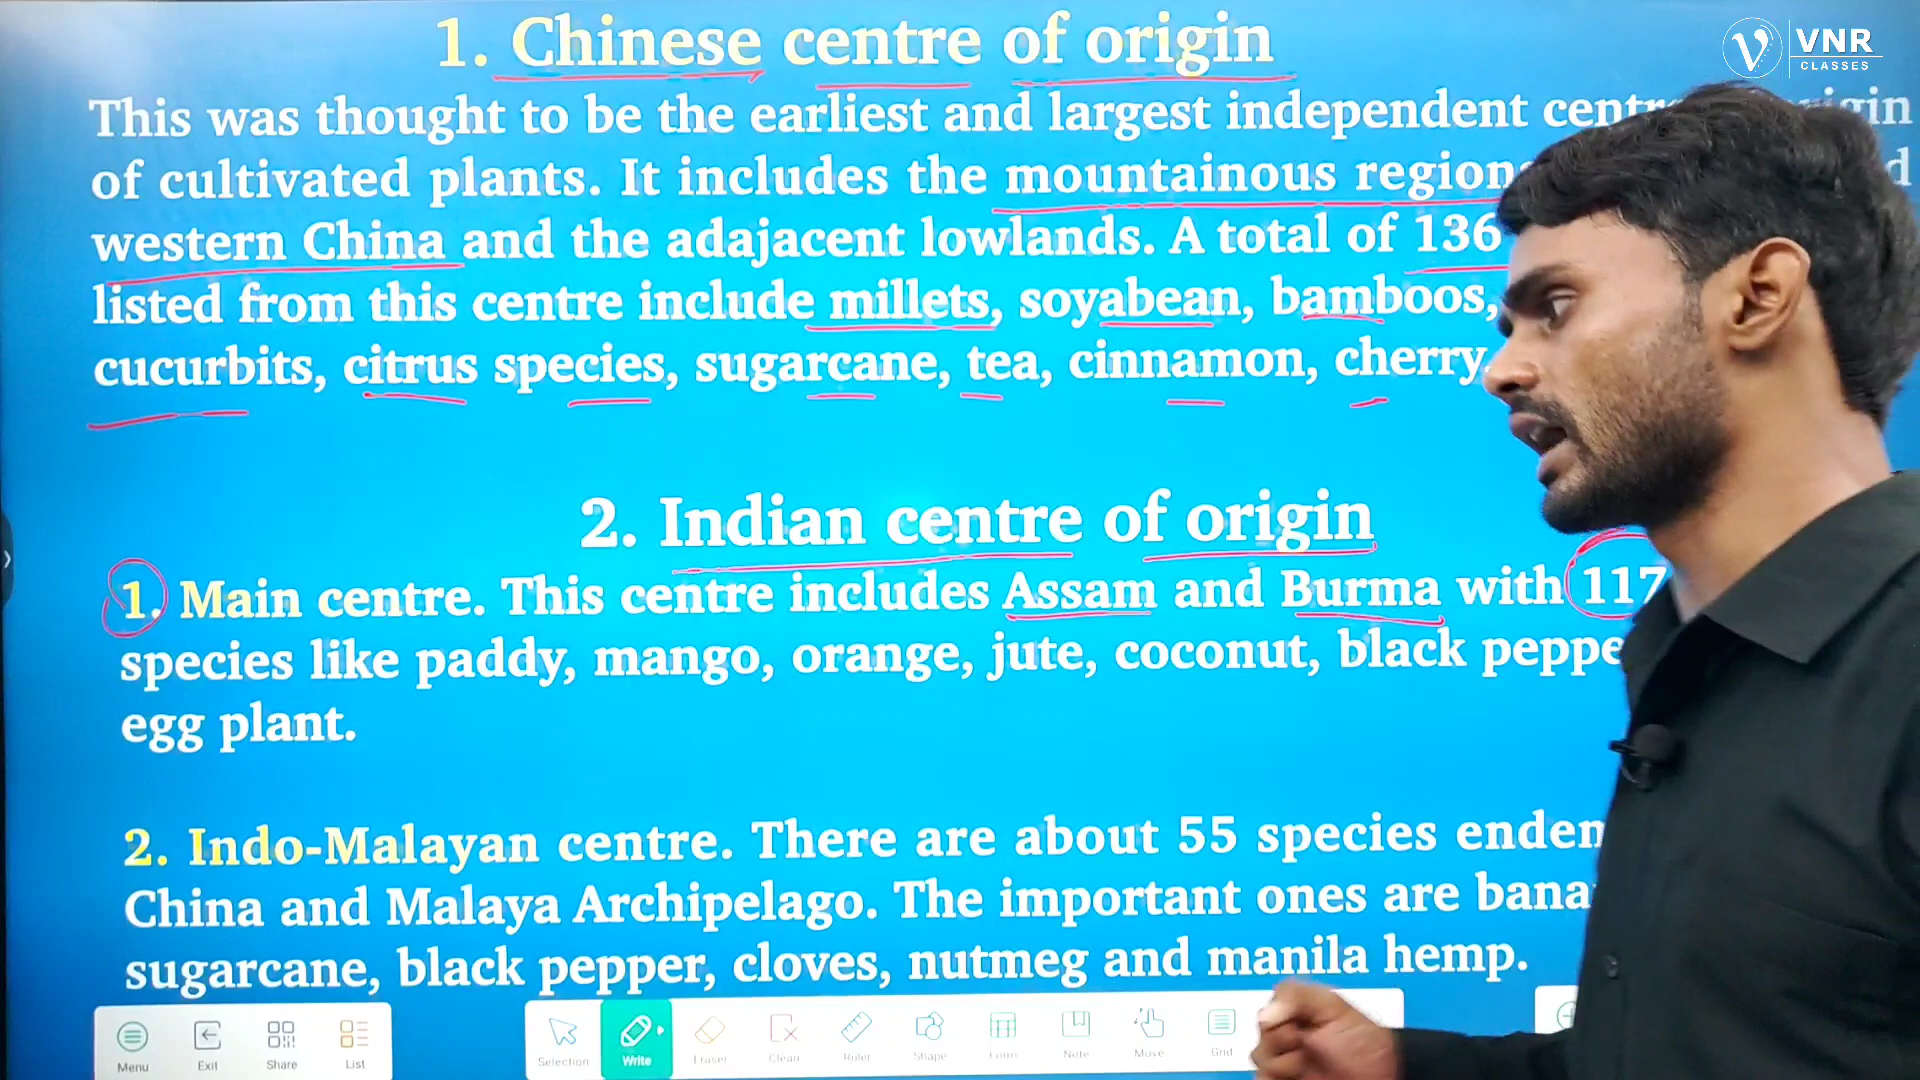 1. Chinese centre of origin
VNR
CLASSES
This was thought to be the earliest and largest independent
of cultivated plants. It includes the mountainous
western China and the adajacent lowlands. A total of 136
listed from this centre include millets, soyabean, bamboos,
cucurbits, citrus species, sugarcane, tea, cinnamon, cherry,
2. Indian centre of origin
1. Main centre. This centre includes Assam and Burma with 117
species like paddy, mango, orange, jute, coconut, black
egg plant.
2. Indo-Malayan centre. There are about 55 species
China and Malaya Archipelago. The important ones are
sugarcane, black pepper, cloves, nutmeg and manila hemp.
Menu Exit Share List Selection Write Eraser Clean Ruler Shape Form Note Move Grid